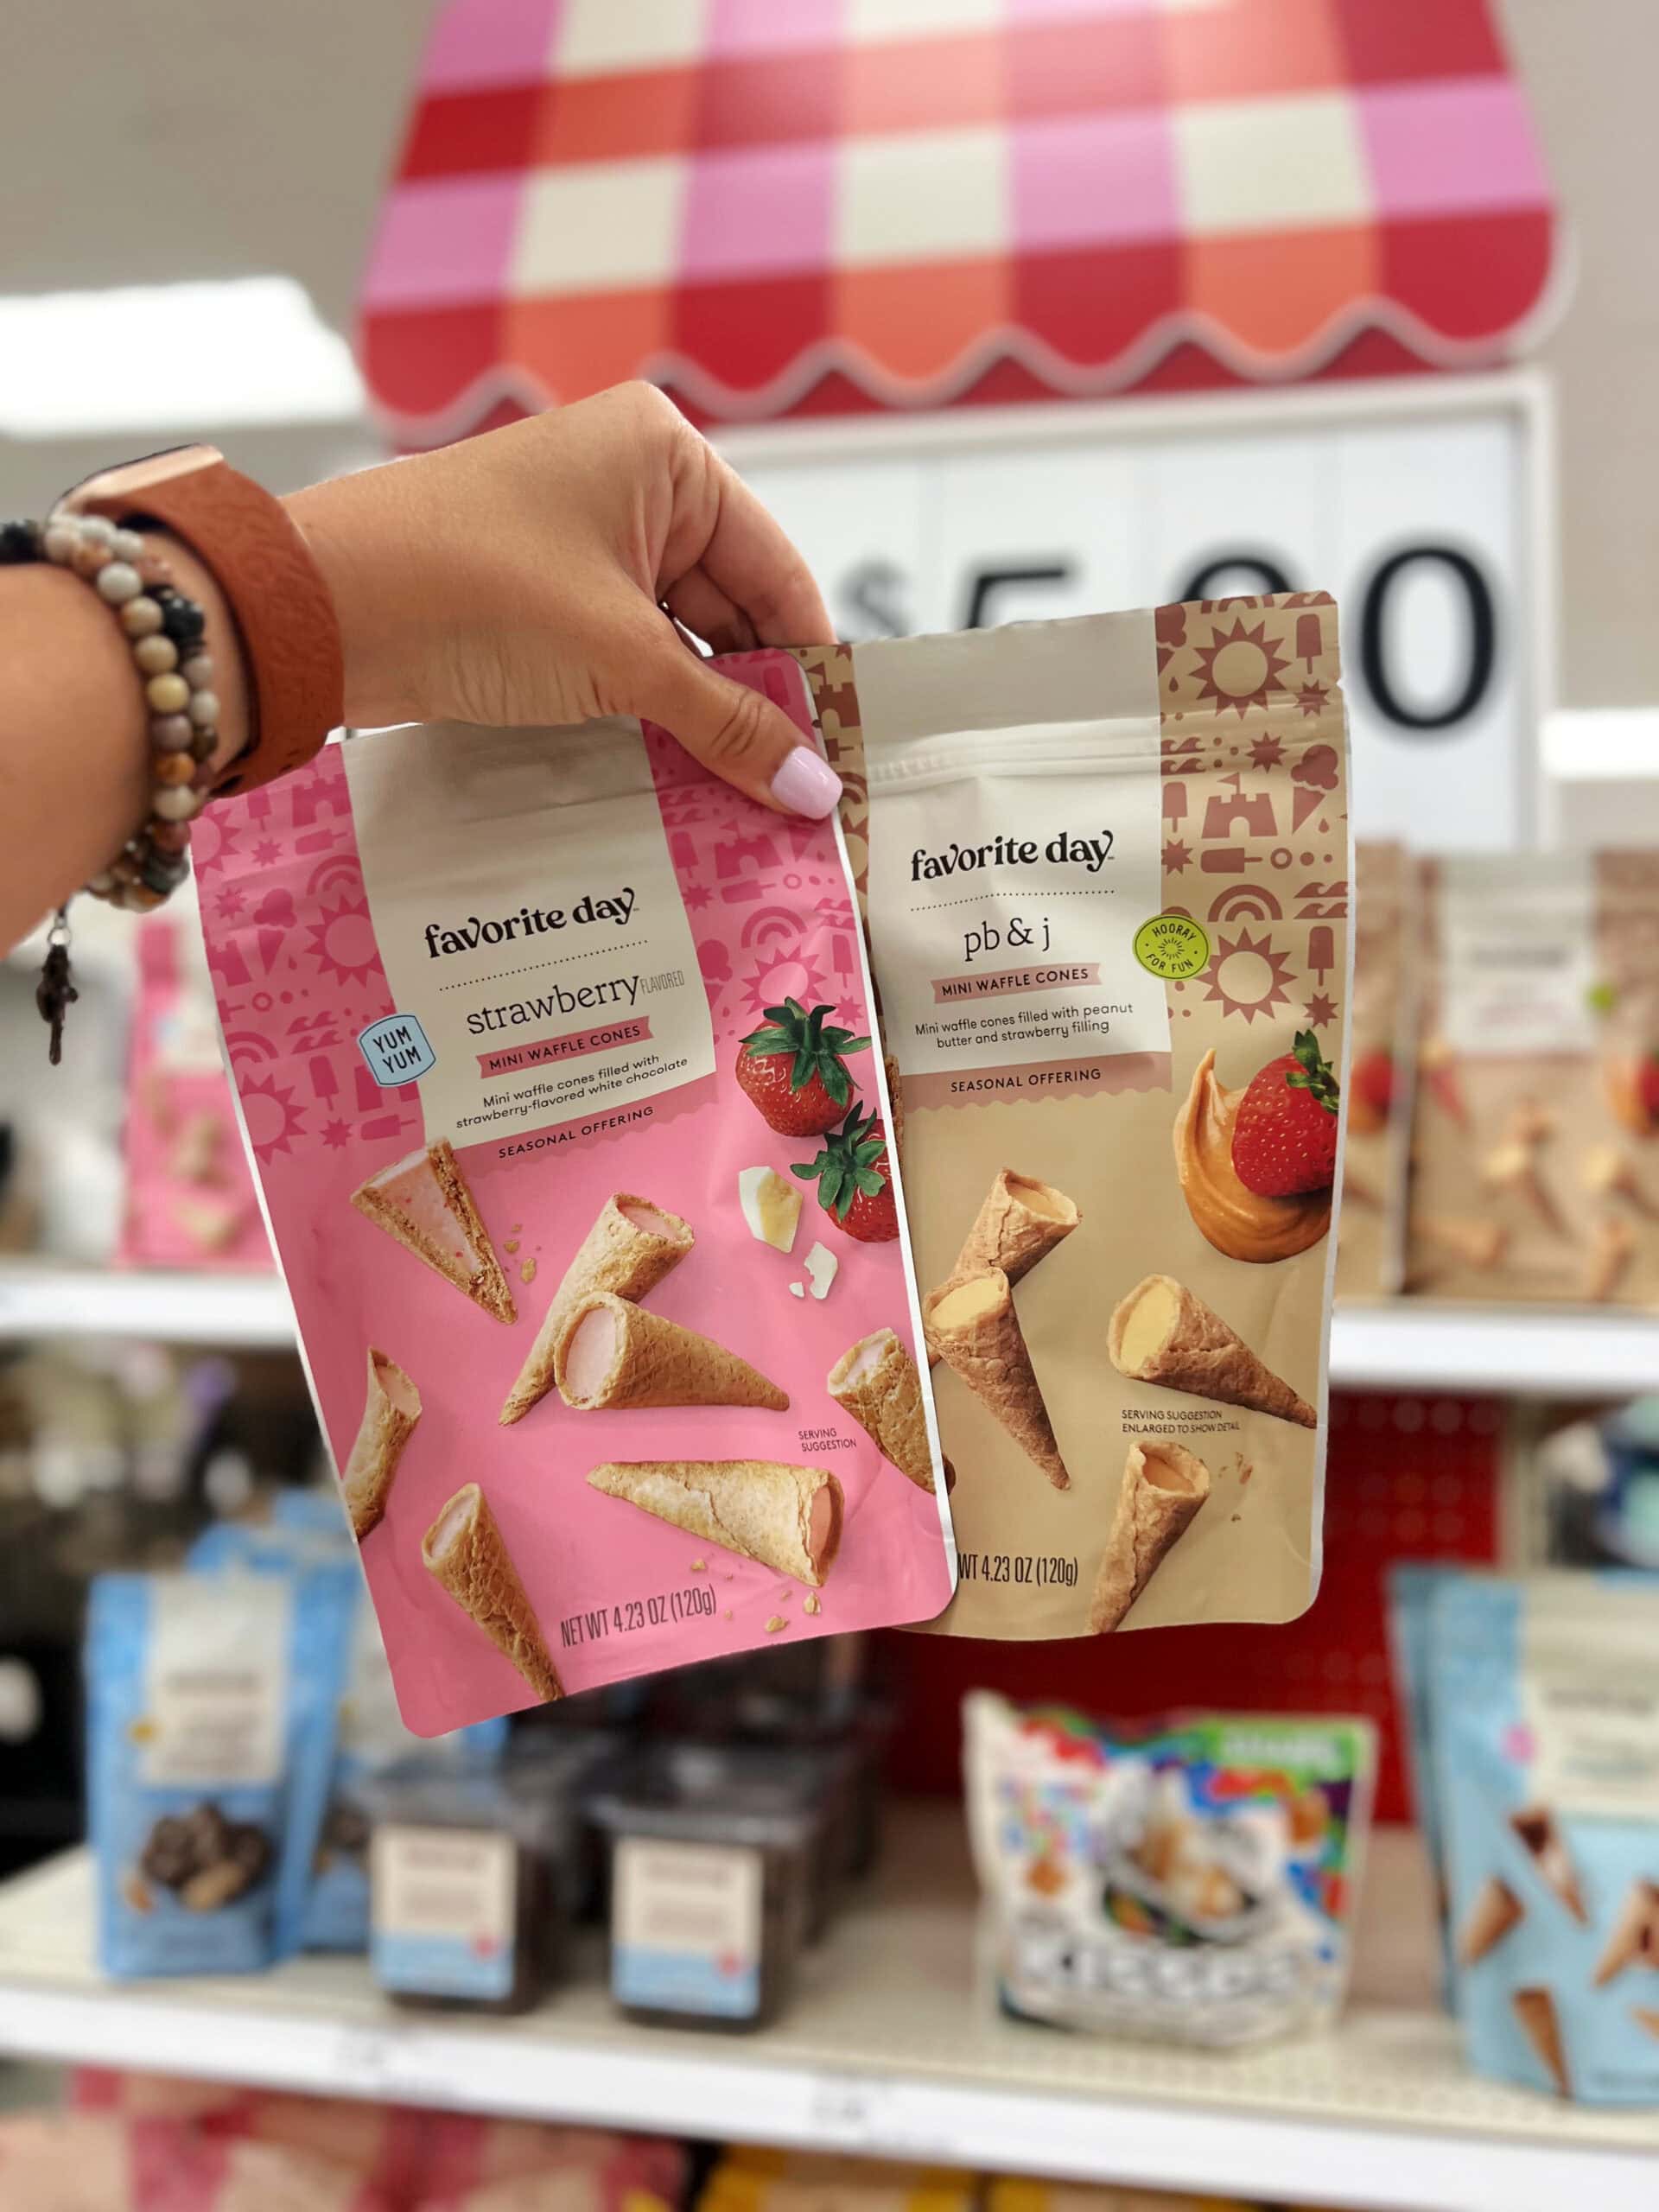 $5.00
favorite day
strawberry FLAVORED
MINI WAFFLE CONES
Mini waffle cones filled with
strawberry-flavored white chocolate
SEASONAL OFFERING
YUM
YUM
SERVING
SUGGESTION
NET WT 4.23 OZ (120g)
favorite day
pb & j
MINI WAFFLE CONES
Mini waffle cones filled with peanut
butter and strawberry filling
SEASONAL OFFERING
HOORAY
FOR FUN
SERVING SUGGESTION
ENLARGED TO SHOW DETAIL
WT 4.23 OZ (120g)
KISSES